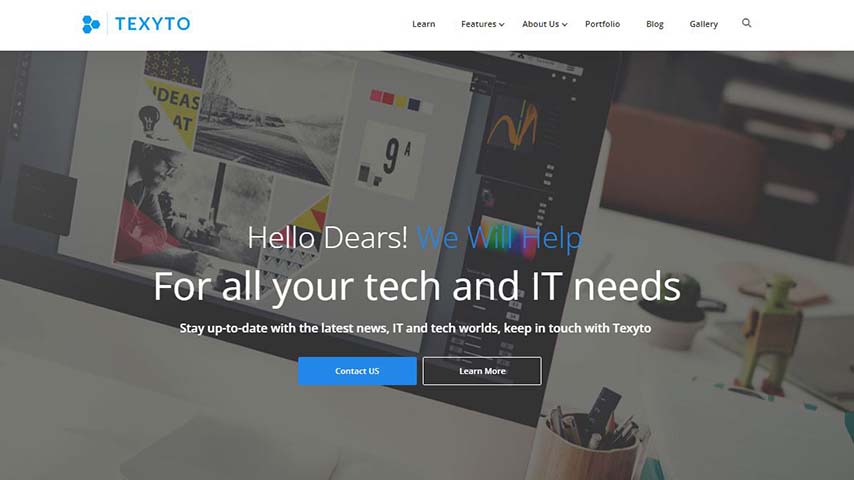 TEXYTO
Learn Features About Us Portfolio Blog Gallery
IDEAS
AT
9 A
Hello Dears! We Will Help
For all your tech and IT needs
Stay up-to-date with the latest news, IT and tech worlds, keep in touch with Texyto
Contact US Learn More